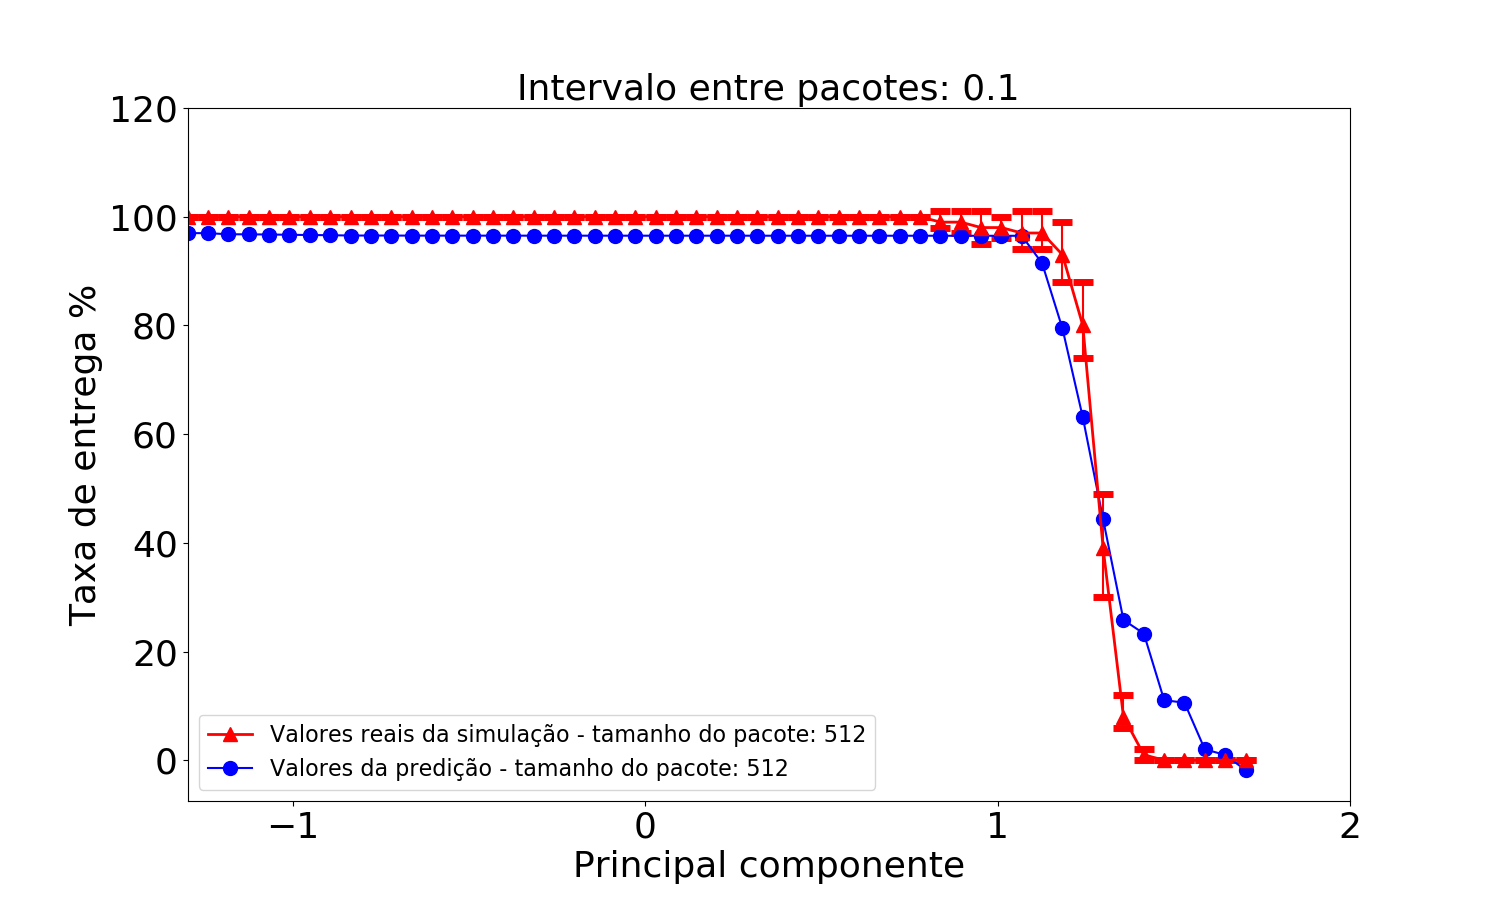 Intervalo entre pacotes: 0.1
120
100
80
60
40
20
0
Taxa de entrega %
Valores reais da simulação - tamanho do pacote: 512
Valores da predição - tamanho do pacote: 512
−1
0
1
2
Principal componente